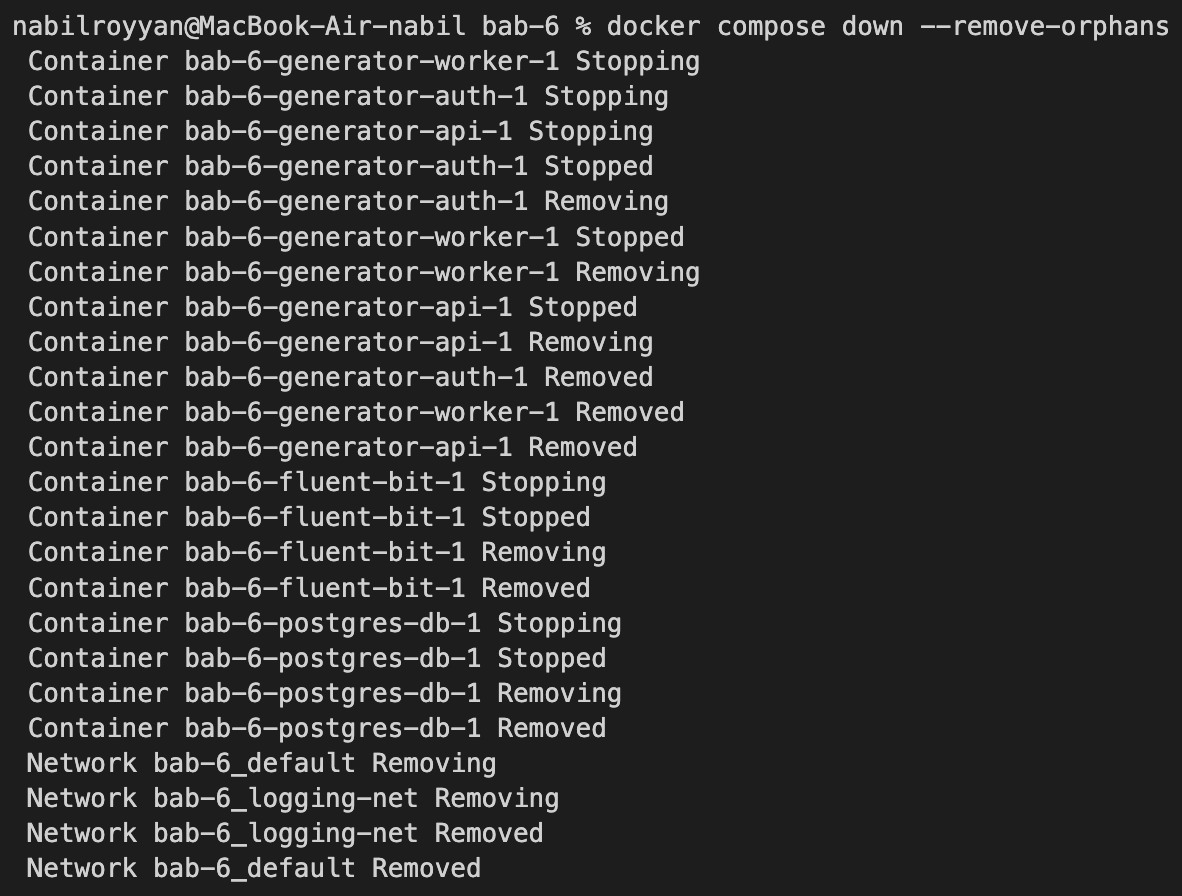 nabilroyyan@MacBook-Air-nabil bab-6 % docker compose down --remove-orphans
Container bab-6-generator-worker-1 Stopping
Container bab-6-generator-auth-1 Stopping
Container bab-6-generator-api-1 Stopping
Container bab-6-generator-auth-1 Stopped
Container bab-6-generator-auth-1 Removing
Container bab-6-generator-worker-1 Stopped
Container bab-6-generator-worker-1 Removing
Container bab-6-generator-api-1 Stopped
Container bab-6-generator-api-1 Removing
Container bab-6-generator-auth-1 Removed
Container bab-6-generator-worker-1 Removed
Container bab-6-generator-api-1 Removed
Container bab-6-fluent-bit-1 Stopping
Container bab-6-fluent-bit-1 Stopped
Container bab-6-fluent-bit-1 Removing
Container bab-6-fluent-bit-1 Removed
Container bab-6-postgres-db-1 Stopping
Container bab-6-postgres-db-1 Stopped
Container bab-6-postgres-db-1 Removing
Container bab-6-postgres-db-1 Removed
Network bab-6_default Removing
Network bab-6_logging-net Removing
Network bab-6_logging-net Removed
Network bab-6_default Removed